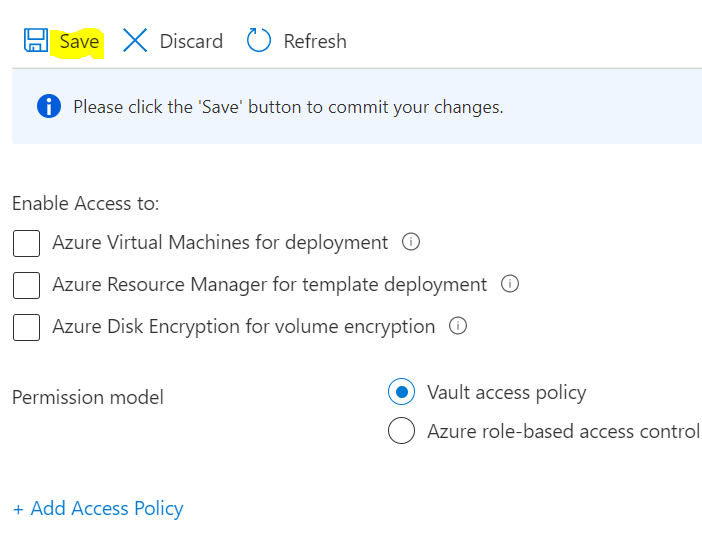 Save Discard Refresh
Please click the 'Save' button to commit your changes.
Enable Access to:
Azure Virtual Machines for deployment
Azure Resource Manager for template deployment
Azure Disk Encryption for volume encryption
Permission model
Vault access policy
Azure role-based access control
+ Add Access Policy